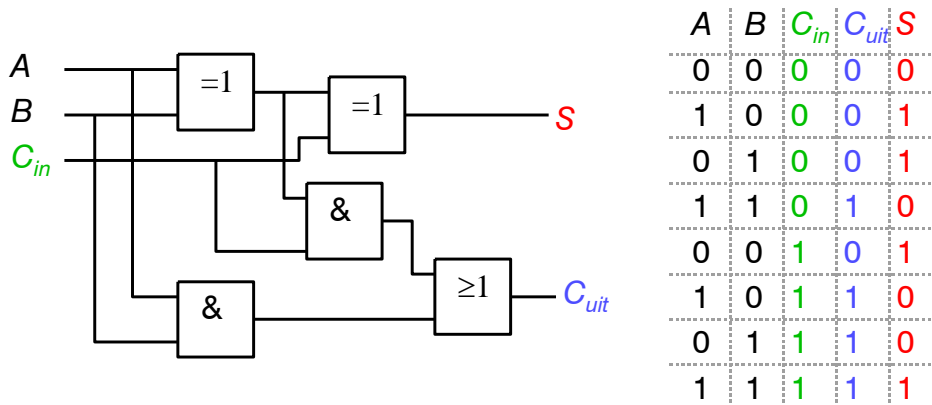 A
B
C_in
=1
=1
S
&
&
≥1
C_uit
A B C_in C_uit S
0 0 0 0 0
1 0 0 0 1
0 1 0 0 1
1 1 0 1 0
0 0 1 0 1
1 0 1 1 0
0 1 1 1 0
1 1 1 1 1